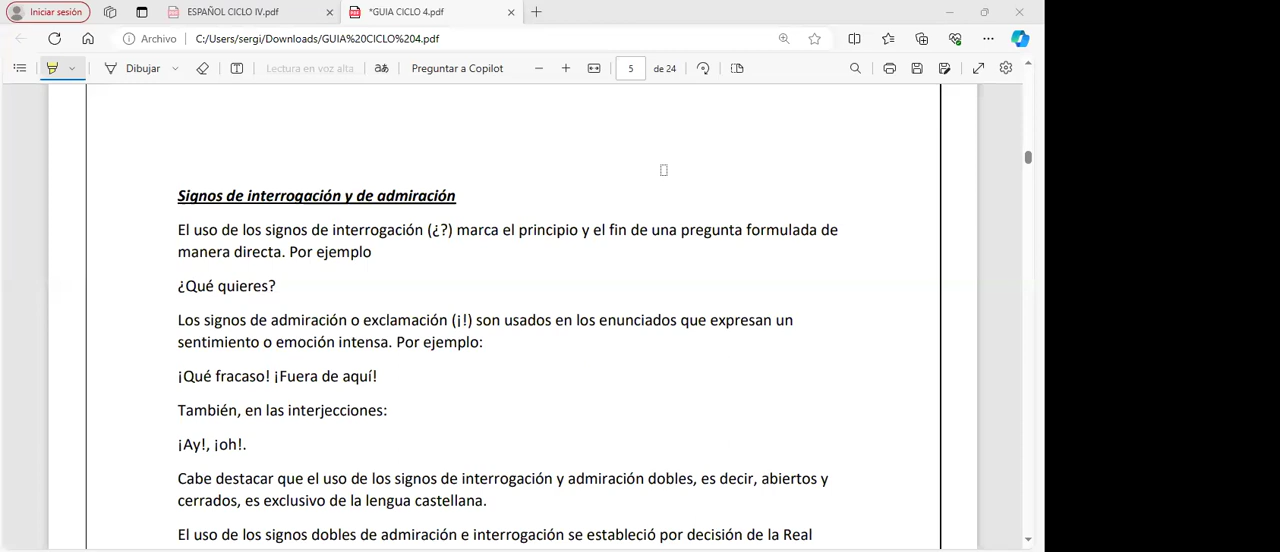 Iniciar sesión
ESPAÑOL CICLO IV.pdf
*GUIA CICLO 4.pdf
Archivo
C:/Users/sergi/Downloads/GUIA%20CICLO%204.pdf
Dibujar
Lectura en voz alta
aあ
Preguntar a Copilot
5
de 24
Signos de interrogación y de admiración
El uso de los signos de interrogación (¿?) marca el principio y el fin de una pregunta formulada de
manera directa. Por ejemplo
¿Qué quieres?
Los signos de admiración o exclamación (¡!) son usados en los enunciados que expresan un
sentimiento o emoción intensa. Por ejemplo:
¡Qué fracaso! ¡Fuera de aquí!
También, en las interjecciones:
¡Ay!, ¡oh!.
Cabe destacar que el uso de los signos de interrogación y admiración dobles, es decir, abiertos y
cerrados, es exclusivo de la lengua castellana.
El uso de los signos dobles de admiración e interrogación se estableció por decisión de la Real